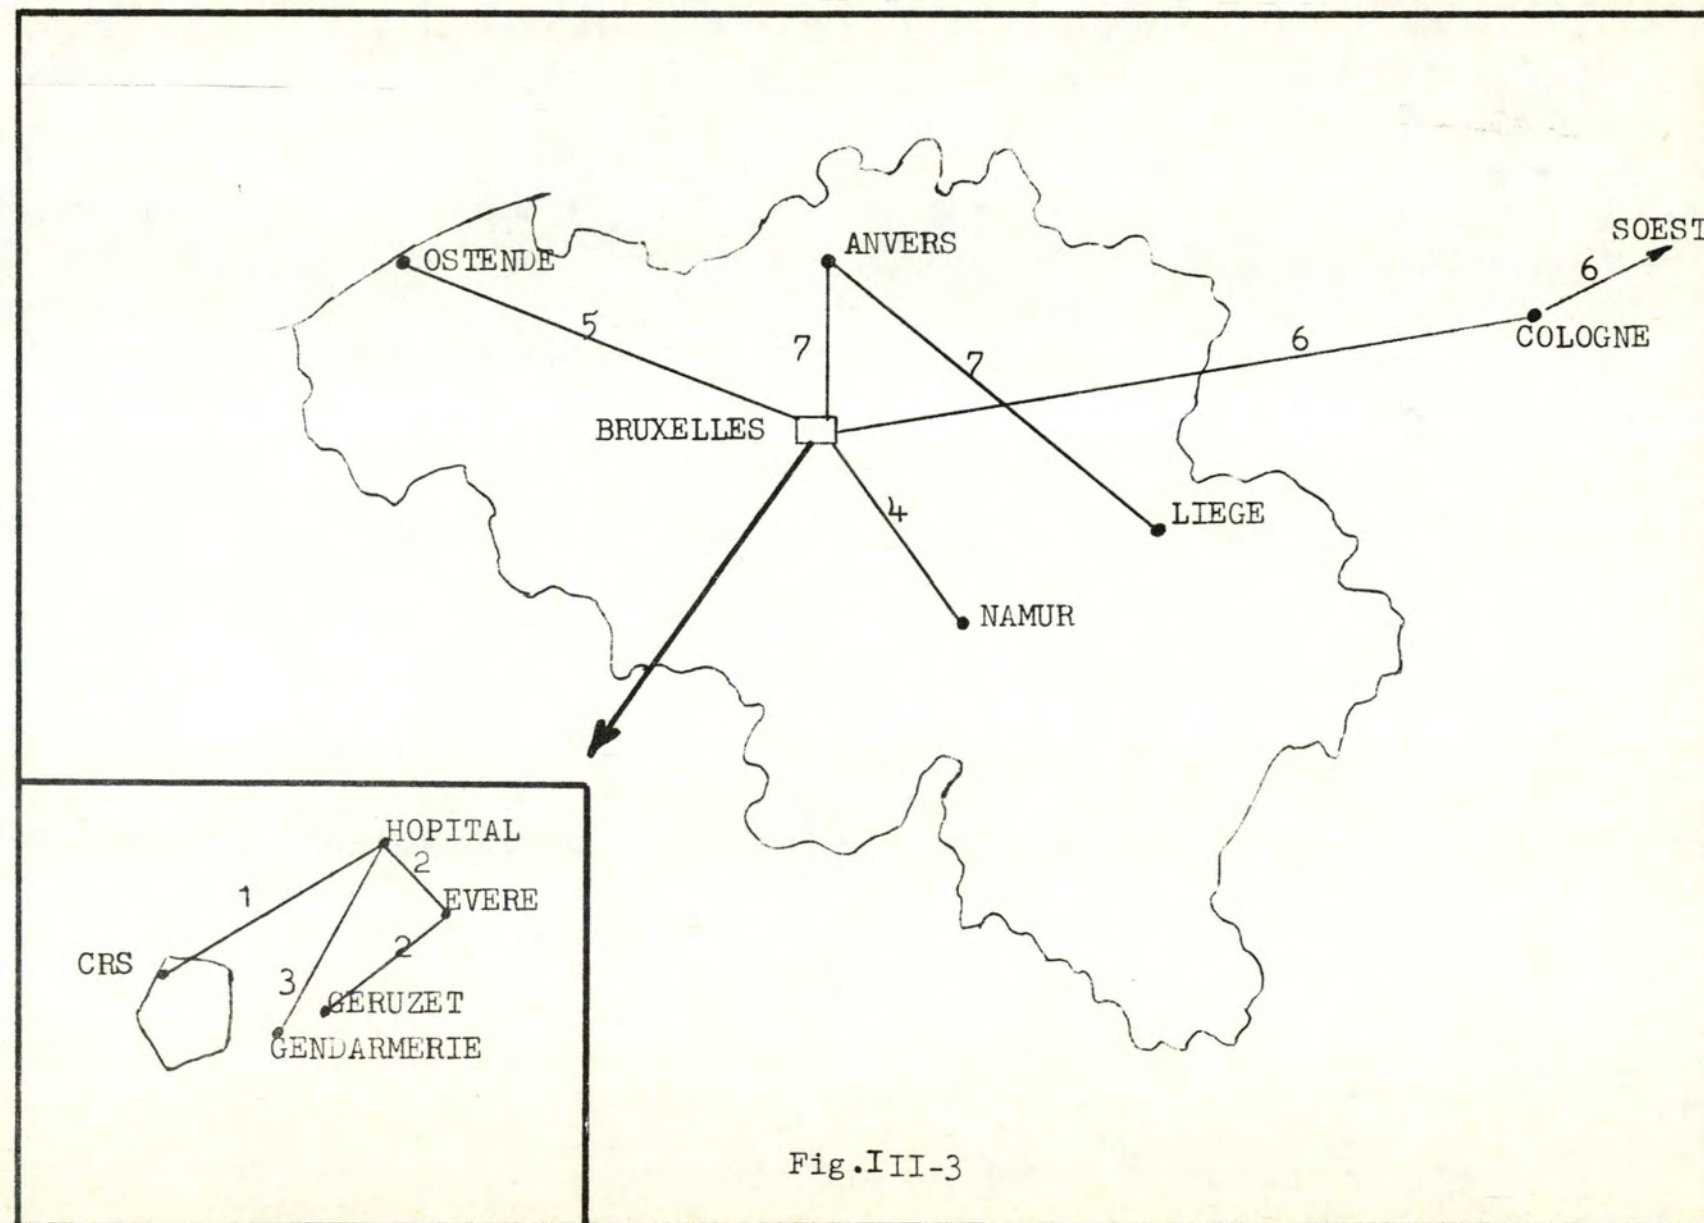 SOEST
ANVERS
OSTENDE
6
5
7
7
6
COLOGNE
BRUXELLES
4
LIEGE
NAMUR
HOPITAL
2
1
EVERE
2
CRS
3
GERUZET
GENDARMERIE
Fig.III-3